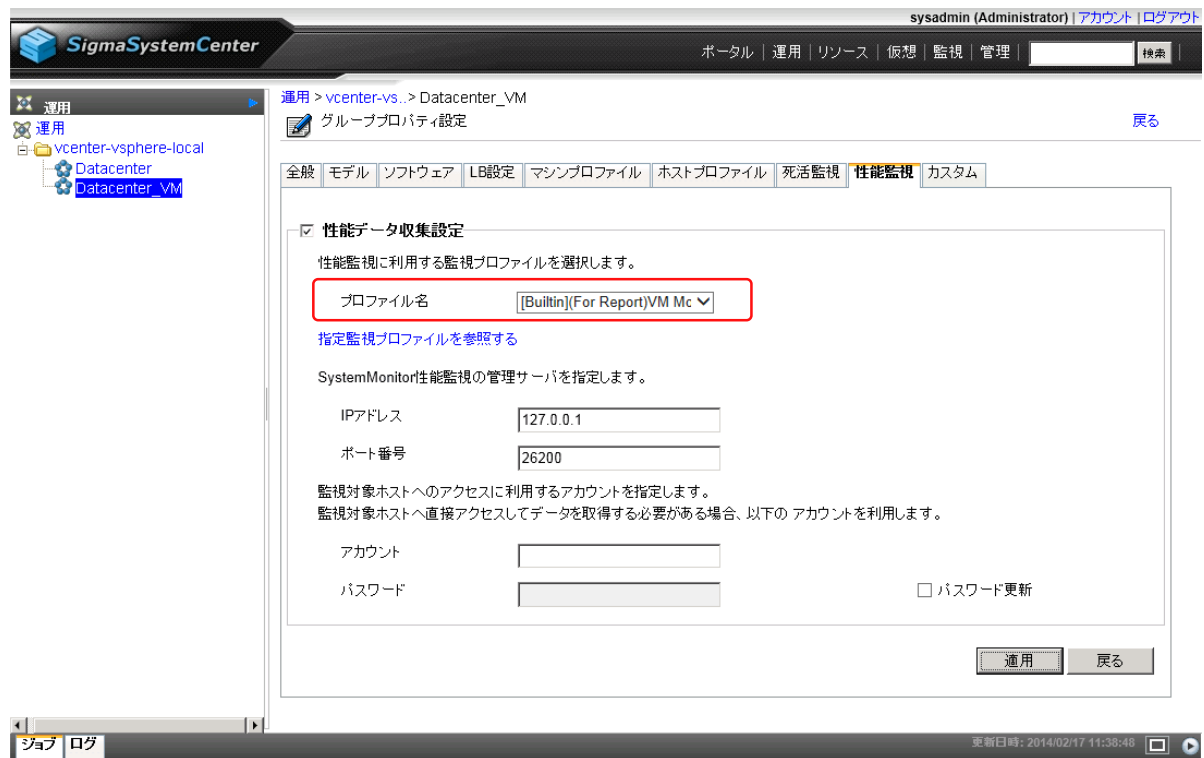 sysadmin (Administrator) | アカウント | ログアウト
SigmaSystemCenter
ポータル | 運用 | リソース | 仮想 | 監視 | 管理 | 検索
運用
運用
vcenter-vsphere-local
Datacenter
Datacenter_VM
運用 > vcenter-vs..> Datacenter_VM
グループプロパティ設定 戻る
全般 モデル ソフトウェア LB設定 マシンプロファイル ホストプロファイル 死活監視 性能監視 カスタム
性能データ収集設定
性能監視に利用する監視プロファイルを選択します。
プロファイル名 [Builtin](For Report)VM Mc
指定監視プロファイルを参照する
SystemMonitor性能監視の管理サーバを指定します。
IPアドレス 127.0.0.1
ポート番号 26200
監視対象ホストへのアクセスに利用するアカウントを指定します。
監視対象ホストへ直接アクセスしてデータを取得する必要がある場合、以下の アカウントを利用します。
アカウント
パスワード パスワード更新
適用 戻る
ジョブ ログ 更新日時: 2014/02/17 11:38:48